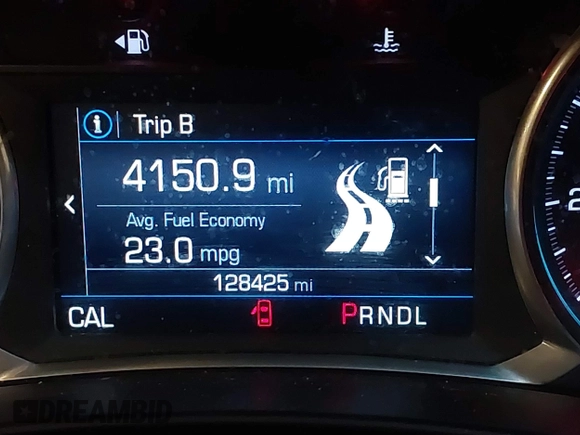 Trip B
4150.9 mi
Avg. Fuel Economy
23.0 mpg
128425 mi
CAL PRNDL
DREAMBID